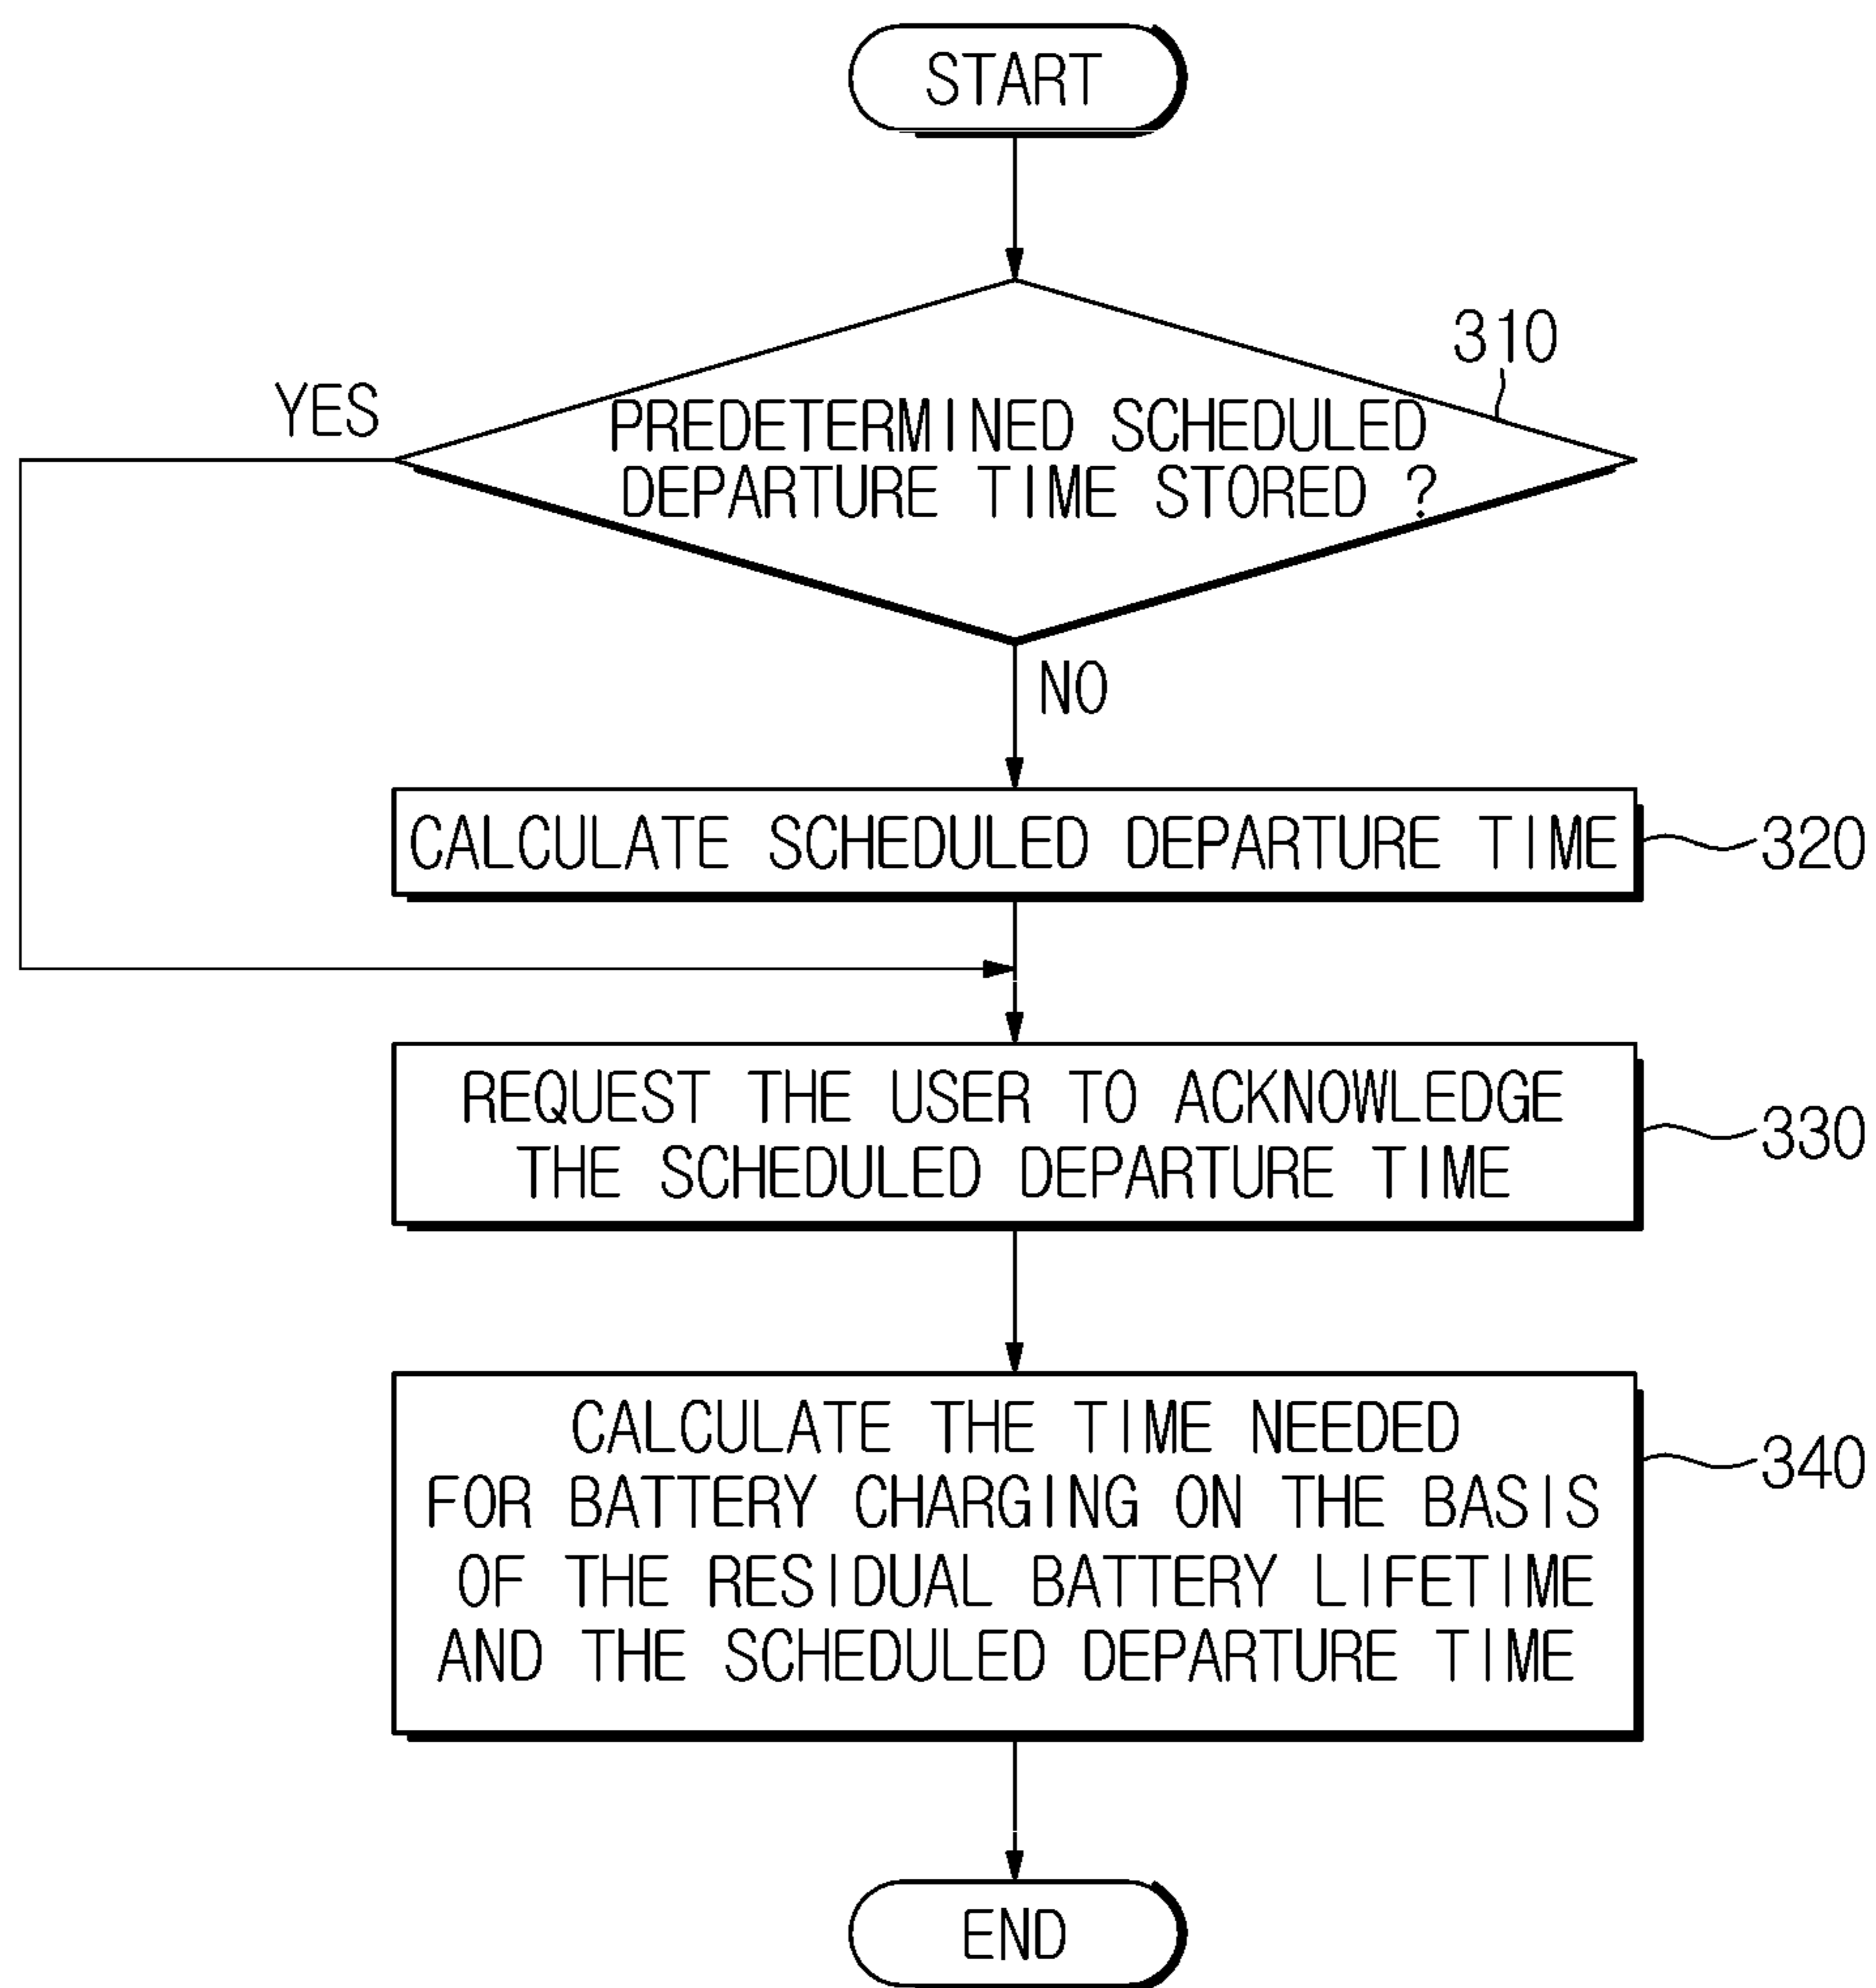 START
310
YES
PREDETERMINED SCHEDULED
DEPARTURE TIME STORED ?
NO
CALCULATE SCHEDULED DEPARTURE TIME
320
REQUEST THE USER TO ACKNOWLEDGE
THE SCHEDULED DEPARTURE TIME
330
CALCULATE THE TIME NEEDED
FOR BATTERY CHARGING ON THE BASIS
OF THE RESIDUAL BATTERY LIFETIME
AND THE SCHEDULED DEPARTURE TIME
340
END